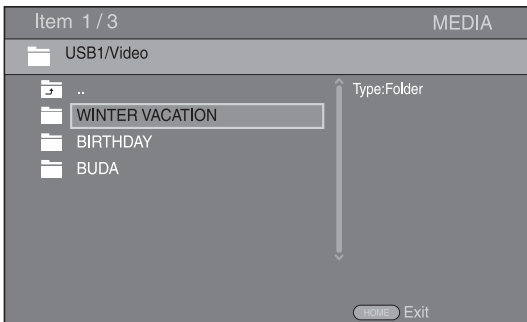 Item 1/3 MEDIA
USB1/Video
.. Type:Folder
WINTER VACATION
BIRTHDAY
BUDA
HOME Exit